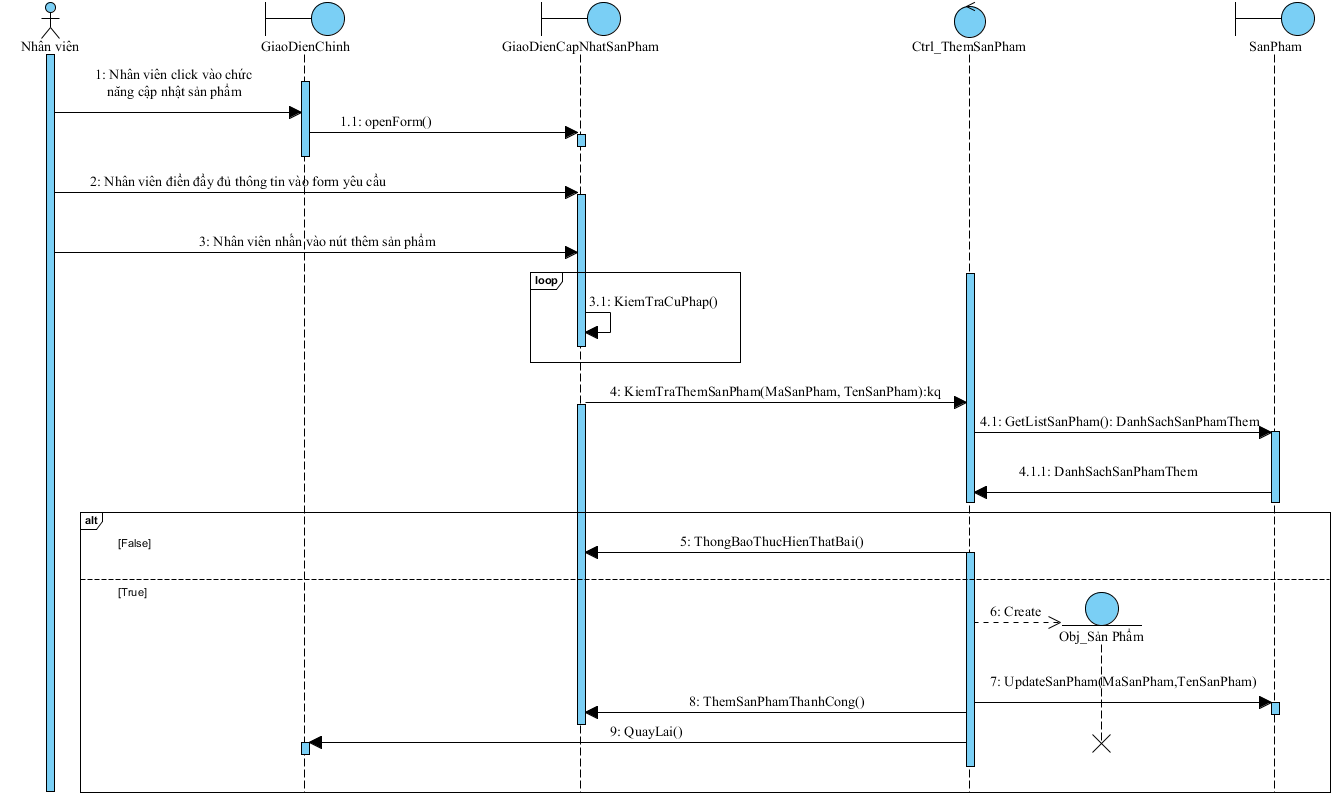 Nhân viên
GiaoDienChinh
GiaoDienCapNhatSanPham
Ctrl_ThemSanPham
SanPham
1: Nhân viên click vào chức
năng cập nhật sản phẩm
1.1: openForm()
2: Nhân viên điền đầy đủ thông tin vào form yêu cầu
3: Nhân viên nhấn vào nút thêm sản phẩm
loop
3.1: KiemTraCuPhap()
4: KiemTraThemSanPham(MaSanPham, TenSanPham):kq
4.1: GetListSanPham(): DanhSachSanPhamThem
4.1.1: DanhSachSanPhamThem
alt
[False]
5: ThongBaoThucHienThatBai()
[True]
6: Create
Obj_Sản Phẩm
7: UpdateSanPham(MaSanPham,TenSanPham)
8: ThemSanPhamThanhCong()
9: QuayLai()